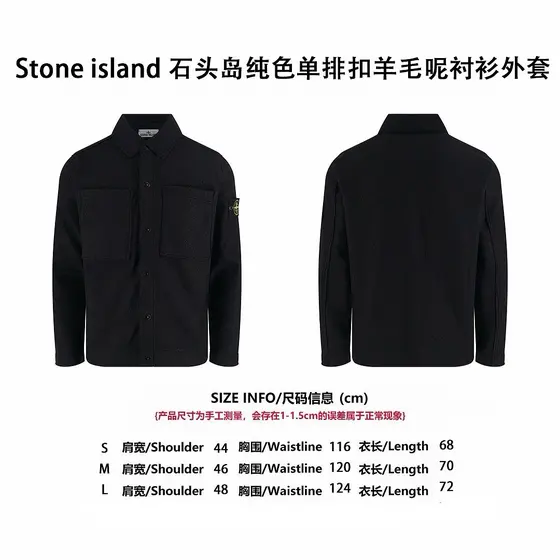 Stone island 石头岛纯色单排扣羊毛呢衬衫外套
SIZE INFO/尺码信息 (cm)
(产品尺寸为手工测量，会存在1-1.5cm的误差属于正常现象)
S 肩宽/Shoulder 44 胸围/Waistline 116 衣长/Length 68
M 肩宽/Shoulder 46 胸围/Waistline 120 衣长/Length 70
L 肩宽/Shoulder 48 胸围/Waistline 124 衣长/Length 72